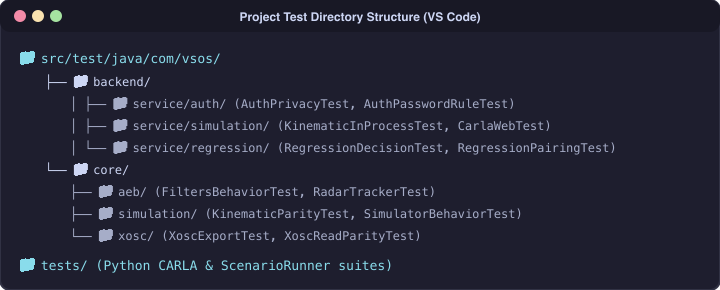 Project Test Directory Structure (VS Code)
src/test/java/com/vsos/
├── backend/
│ ├── service/auth/ (AuthPrivacyTest, AuthPasswordRuleTest)
│ ├── service/simulation/ (KinematicInProcessTest, CarlaWebTest)
│ └── service/regression/ (RegressionDecisionTest, RegressionPairingTest)
└── core/
├── aeb/ (FiltersBehaviorTest, RadarTrackerTest)
├── simulation/ (KinematicParityTest, SimulatorBehaviorTest)
└── xosc/ (XoscExportTest, XoscReadParityTest)
tests/ (Python CARLA & ScenarioRunner suites)